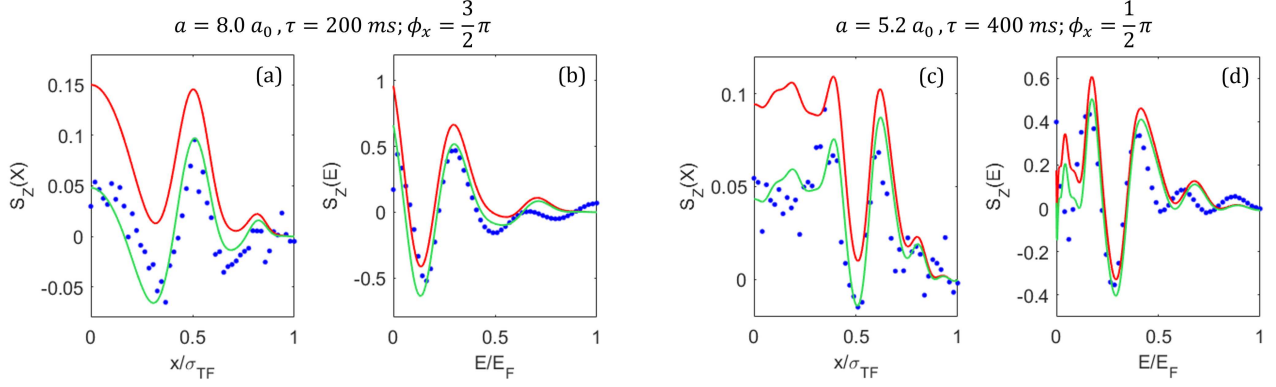 a = 8.0 a₀, τ = 200 ms; ϕₓ = 3/2 π
a = 5.2 a₀, τ = 400 ms; ϕₓ = 1/2 π
(a)
S_Z(X)
0.15
0.1
0.05
0
-0.05
0 0.5 1
x/σ_TF
(b)
S_Z(E)
1
0.5
0
-0.5
0 0.5 1
E/E_F
(c)
S_Z(X)
0.1
0.05
0
0 0.5 1
x/σ_TF
(d)
S_Z(E)
0.6
0.4
0.2
0
-0.2
-0.4
0 0.5 1
E/E_F